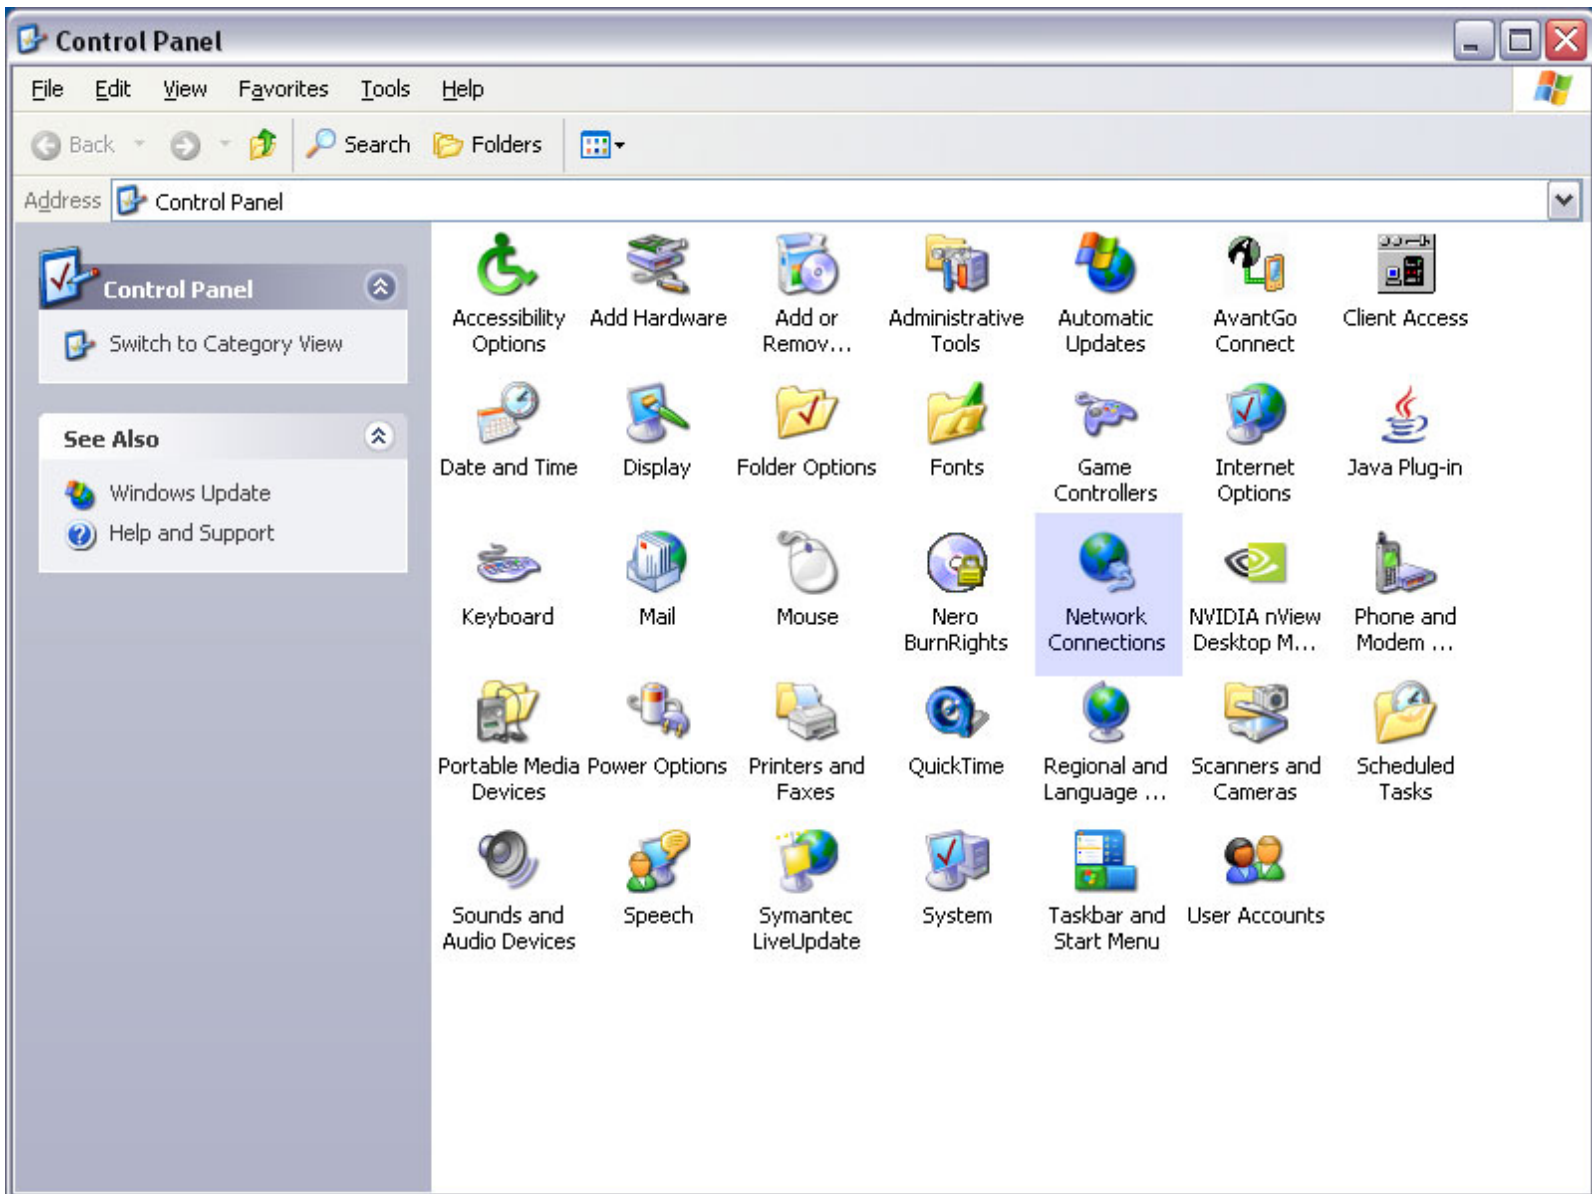 Control Panel
File Edit View Favorites Tools Help
Back Search Folders
Address Control Panel
Control Panel
Switch to Category View
See Also
Windows Update
Help and Support
Accessibility Options
Add Hardware
Add or Remov...
Administrative Tools
Automatic Updates
AvantGo Connect
Client Access
Date and Time
Display
Folder Options
Fonts
Game Controllers
Internet Options
Java Plug-in
Keyboard
Mail
Mouse
Nero BurnRights
Network Connections
NVIDIA nView Desktop M...
Phone and Modem ...
Portable Media Devices
Power Options
Printers and Faxes
QuickTime
Regional and Language ...
Scanners and Cameras
Scheduled Tasks
Sounds and Audio Devices
Speech
Symantec LiveUpdate
System
Taskbar and Start Menu
User Accounts